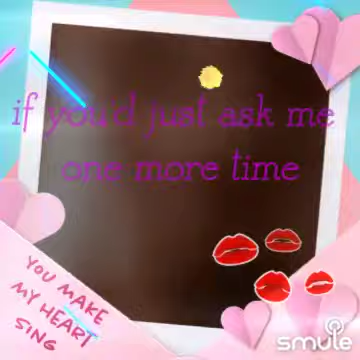 if you'd just ask me
one more time
YOU MAKE
MY HEART
SING
smule